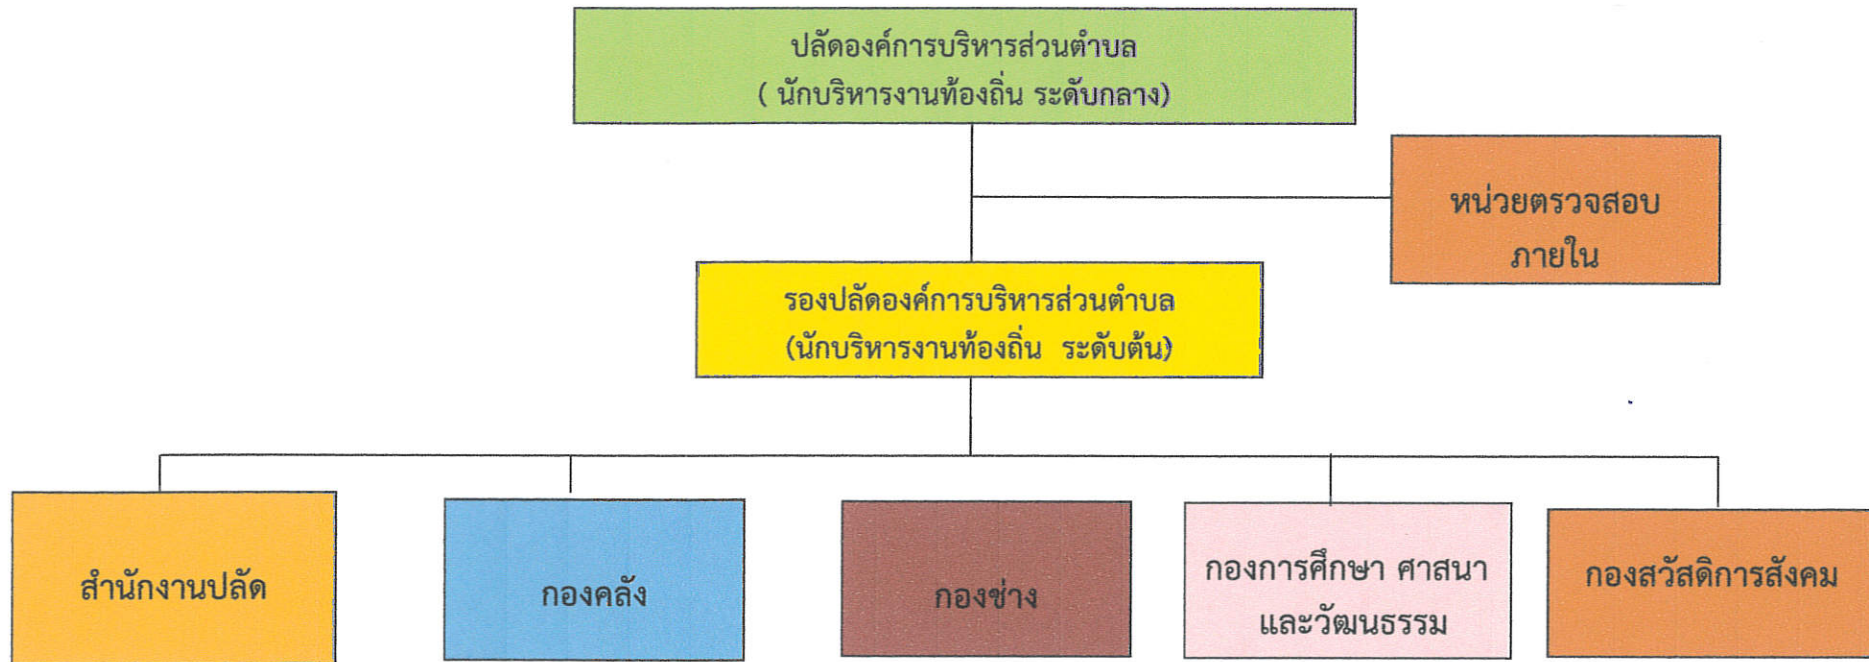 ปลัดองค์การบริหารส่วนตำบล
( นักบริหารงานท้องถิ่น ระดับกลาง)
หน่วยตรวจสอบ
ภายใน
รองปลัดองค์การบริหารส่วนตำบล
(นักบริหารงานท้องถิ่น ระดับต้น)
สำนักงานปลัด
กองคลัง
กองช่าง
กองการศึกษา ศาสนา
และวัฒนธรรม
กองสวัสดิการสังคม